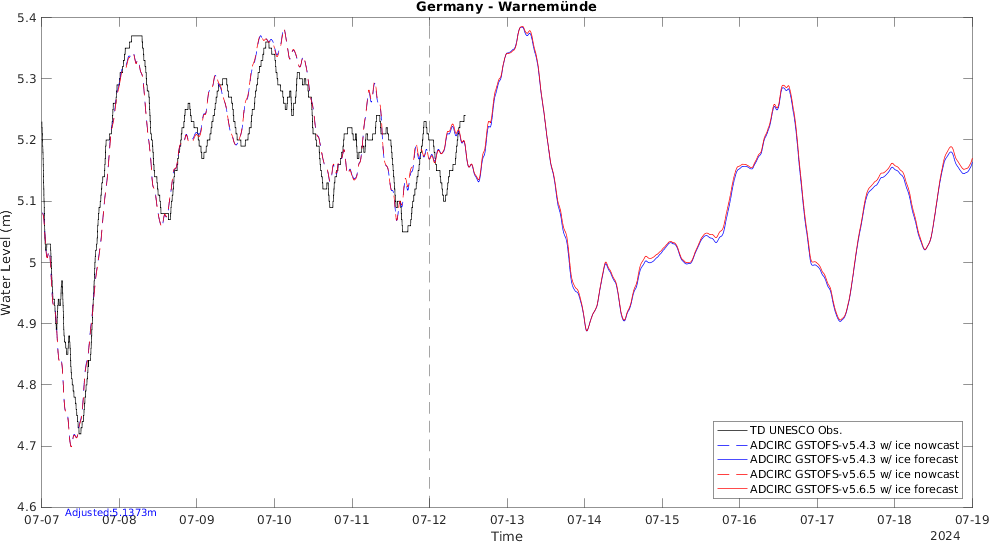 Germany - Warnemünde
5.4
5.3
5.2
5.1
5
4.9
4.8
4.7
4.6
Water Level (m)
TD UNESCO Obs.
ADCIRC GSTOFS-v5.4.3 w/ ice nowcast
ADCIRC GSTOFS-v5.4.3 w/ ice forecast
ADCIRC GSTOFS-v5.6.5 w/ ice nowcast
ADCIRC GSTOFS-v5.6.5 w/ ice forecast
Adjusted:5.1373m
07-07 07-08 07-09 07-10 07-11 07-12 07-13 07-14 07-15 07-16 07-17 07-18 07-19
Time
2024